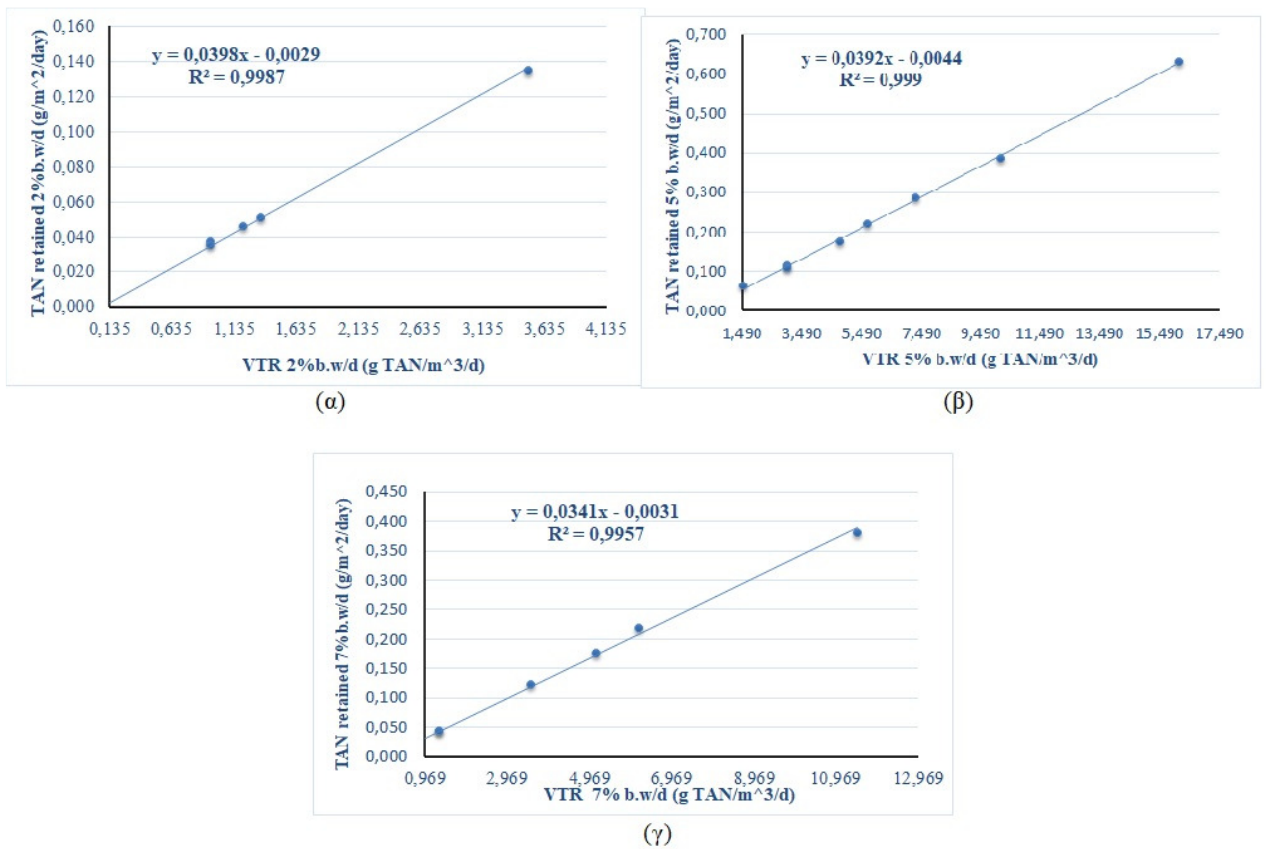 0,160
0,140
0,120
0,100
0,080
0,060
0,040
0,020
0,000
TAN retained 2%b.w/d (g/m^2/day)
y = 0,0398x - 0,0029
R² = 0,9987
0,135 0,635 1,135 1,635 2,135 2,635 3,135 3,635 4,135
VTR 2%b.w/d (g TAN/m^3/d)
(α)
0,700
0,600
0,500
0,400
0,300
0,200
0,100
0,000
TAN retained 5% b.w/d (g/m^2/day)
y = 0,0392x - 0,0044
R² = 0,999
1,490 3,490 5,490 7,490 9,490 11,490 13,490 15,490 17,490
VTR 5% b.w/d (g TAN/m^3/d)
(β)
0,450
0,400
0,350
0,300
0,250
0,200
0,150
0,100
0,050
0,000
TAN retained 7%b.w/d (g/m^2/day)
y = 0,0341x - 0,0031
R² = 0,9957
0,969 2,969 4,969 6,969 8,969 10,969 12,969
VTR 7% b.w/d (g TAN/m^3/d)
(γ)